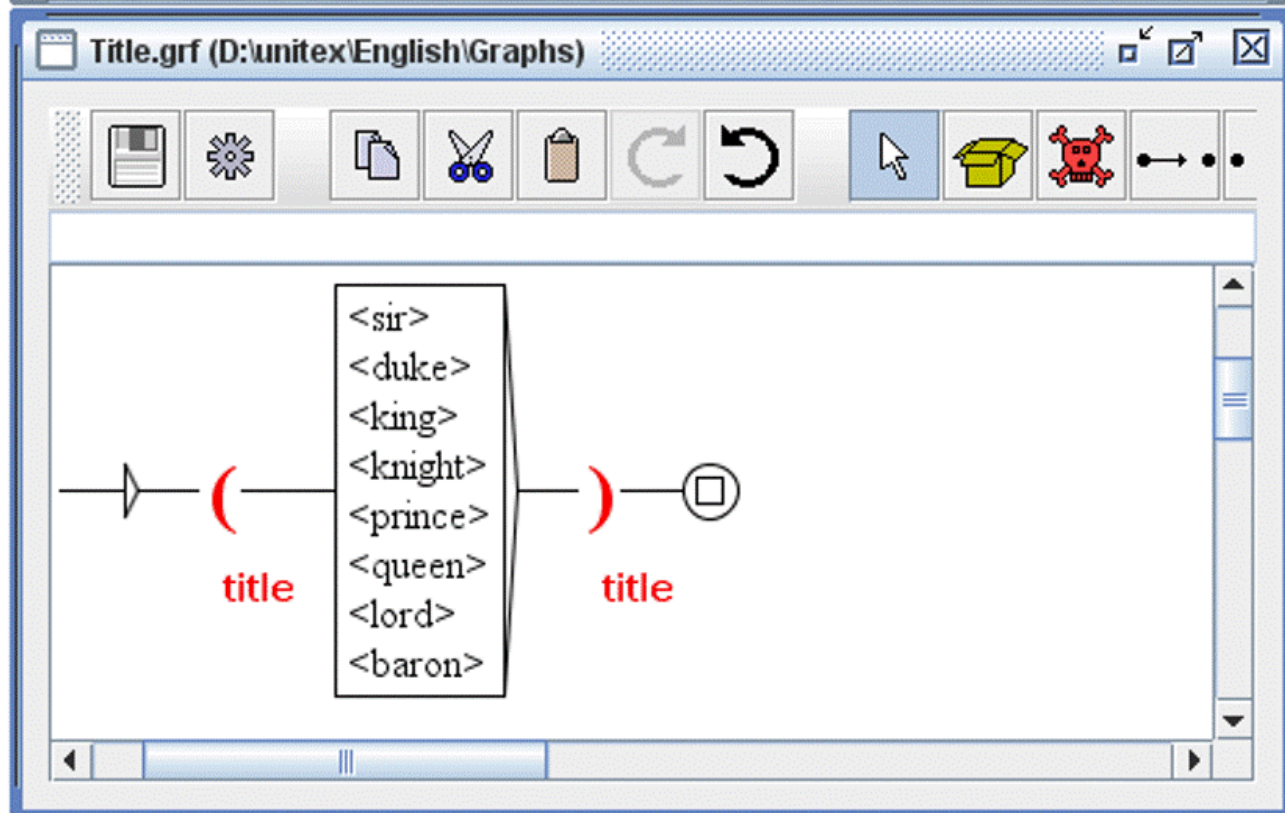 Title.grf (D:\unitex\English\Graphs)
<sir>
<duke>
<king>
<knight>
( <prince> )
<queen>
title title
<lord>
<baron>